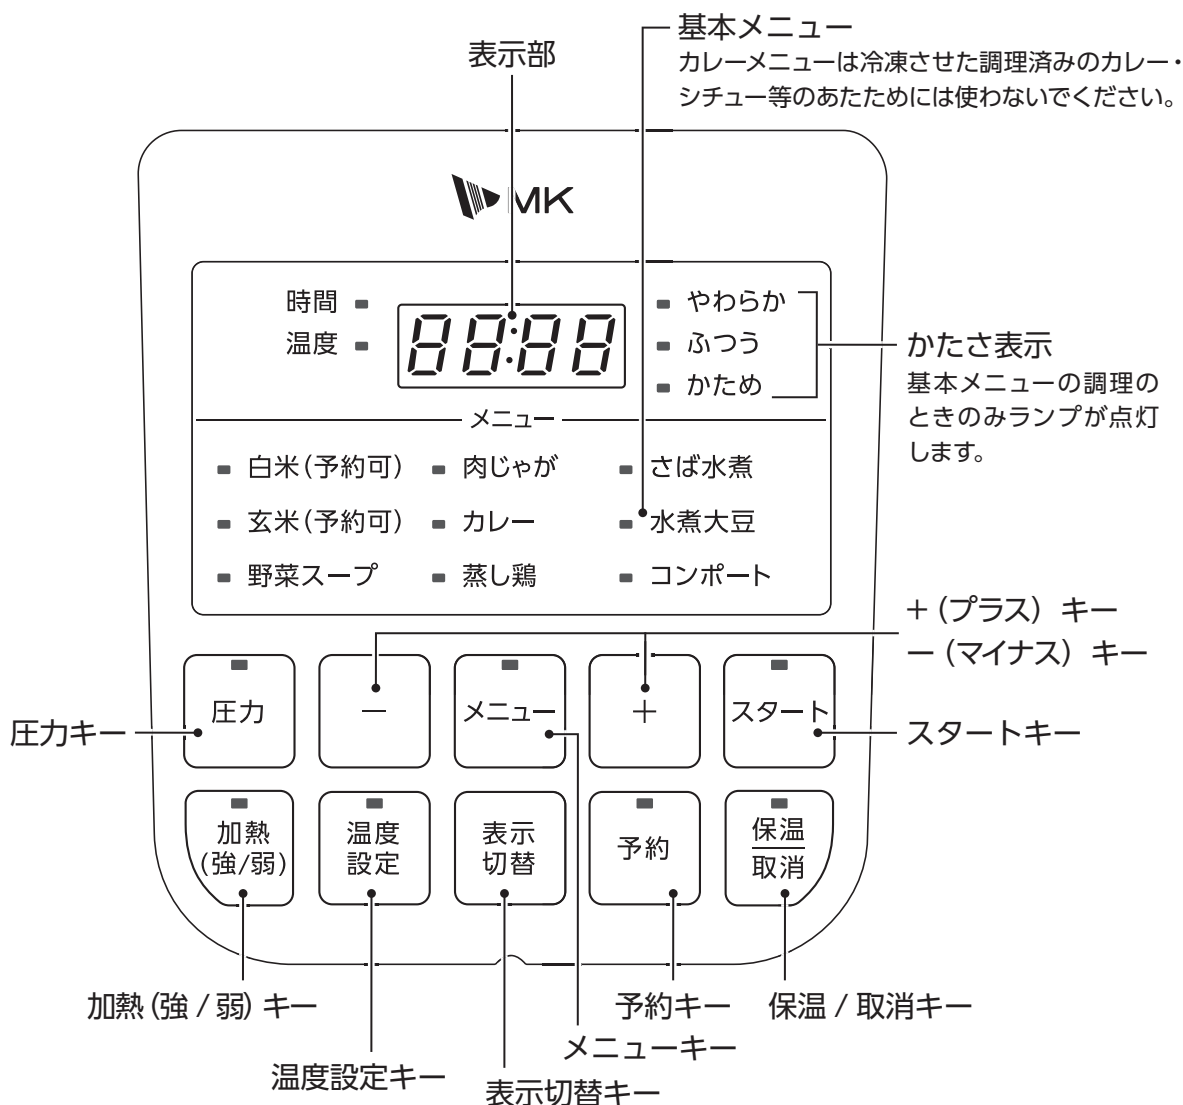 基本メニュー
カレーメニューは冷凍させた調理済みのカレー・
シチュー等のあたためには使わないでください。
表示部
MK
時間
温度
88:88
やわらか
ふつう
かため
かたさ表示
基本メニューの調理の
ときのみランプが点灯
します。
メニュー
白米(予約可) 肉じゃが さば水煮
玄米(予約可) カレー 水煮大豆
野菜スープ 蒸し鶏 コンポート
+(プラス) キー
ー(マイナス) キー
圧力 － メニュー ＋ スタート
圧力キー
スタートキー
加熱
(強/弱)
温度
設定
表示
切替
予約
保温
取消
加熱(強 / 弱) キー
予約キー
保温 / 取消キー
メニューキー
温度設定キー
表示切替キー